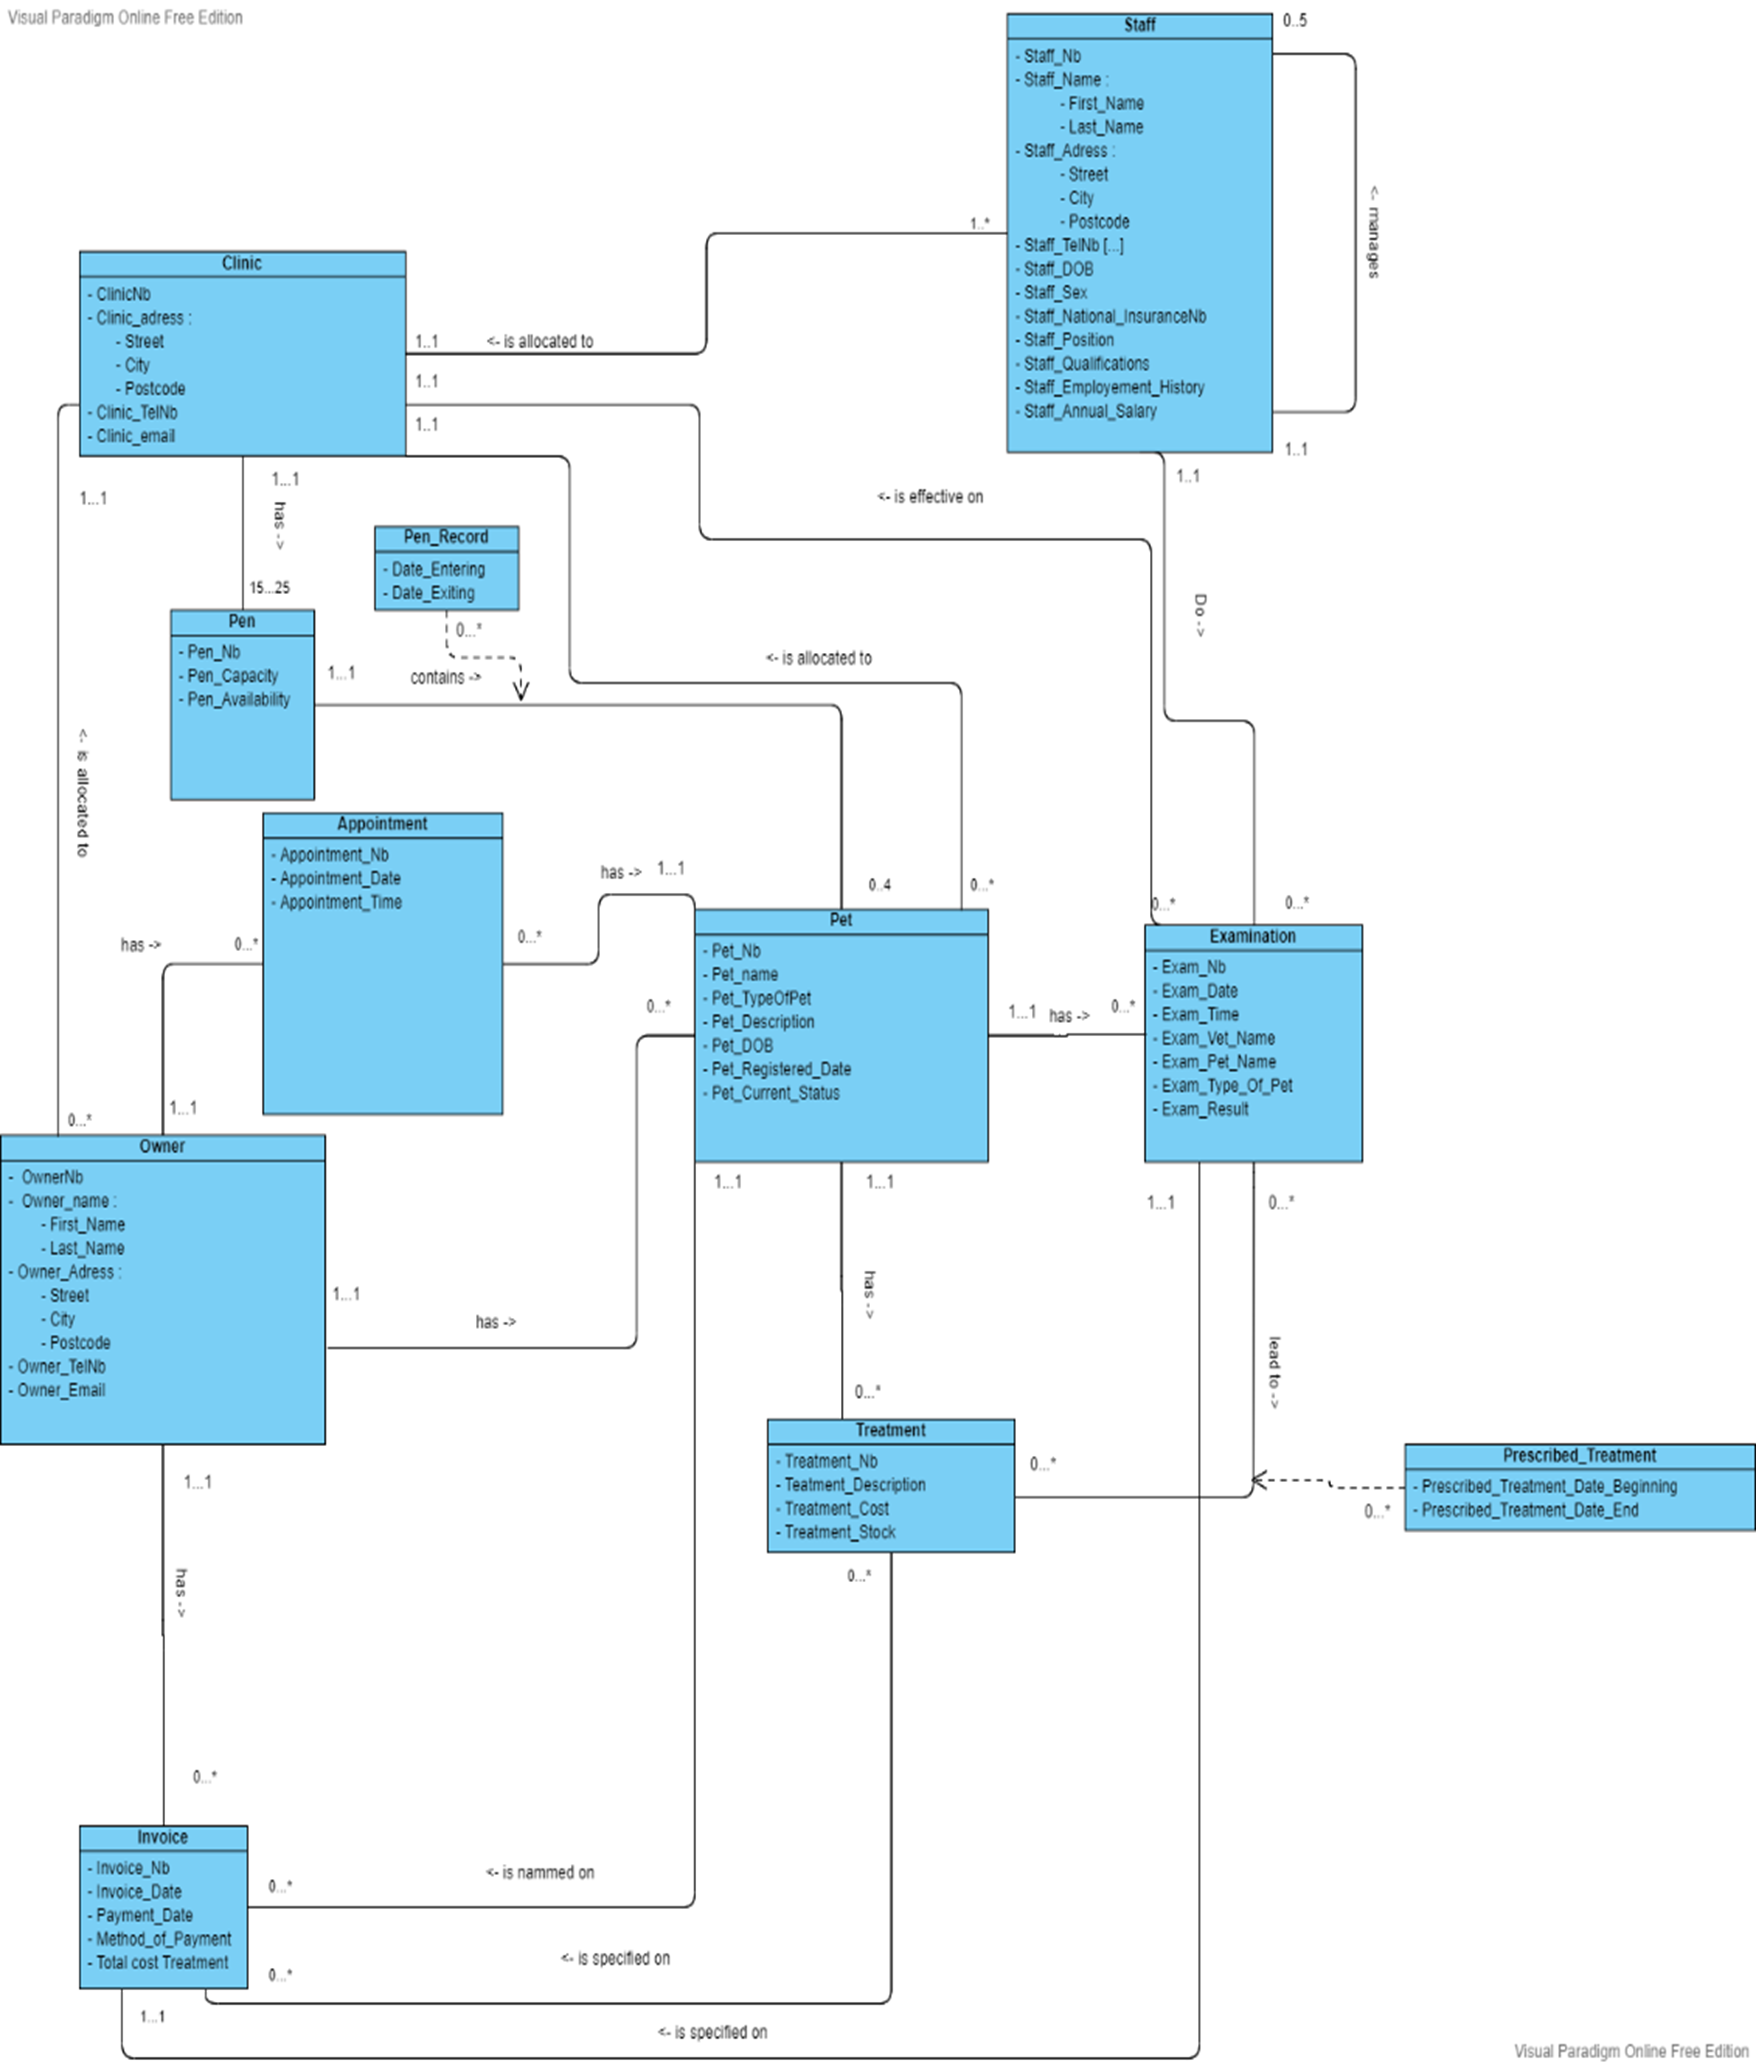 Visual Paradigm Online Free Edition
Staff
0..5
- Staff_Nb
- Staff_Name :
- First_Name
- Last_Name
- Staff_Adress :
- Street
- City
- Postcode
- Staff_TelNb [...]
- Staff_DOB
- Staff_Sex
- Staff_National_InsuranceNb
- Staff_Position
- Staff_Qualifications
- Staff_Employement_History
- Staff_Annual_Salary
<- manages
1..1
1..*
<- is allocated to
1..1
Clinic
- ClinicNb
- Clinic_adress :
- Street
- City
- Postcode
- Clinic_TelNb
- Clinic_email
1..1
1..1
<- is effective on
1..1
Do ->
1...1
1...1
has ->
15...25
Pen_Record
- Date_Entering
- Date_Exiting
0...*
contains ->
Pen
- Pen_Nb
- Pen_Capacity
- Pen_Availability
1...1
<- is allocated to
<- is allocated to
Appointment
- Appointment_Nb
- Appointment_Date
- Appointment_Time
has ->
1...1
0..4
0...*
0...*
0...*
has ->
0...*
0...*
Pet
- Pet_Nb
- Pet_name
- Pet_TypeOfPet
- Pet_Description
- Pet_DOB
- Pet_Registered_Date
- Pet_Current_Status
0...*
1...1
has ->
0...*
Examination
- Exam_Nb
- Exam_Date
- Exam_Time
- Exam_Vet_Name
- Exam_Pet_Name
- Exam_Type_Of_Pet
- Exam_Result
1...1
0...*
Owner
- OwnerNb
- Owner_name :
- First_Name
- Last_Name
- Owner_Adress :
- Street
- City
- Postcode
- Owner_TelNb
- Owner_Email
1...1
has ->
1...1
1...1
has ->
0...*
1...1
0...*
lead to ->
Treatment
- Treatment_Nb
- Teatment_Description
- Treatment_Cost
- Treatment_Stock
0...*
Prescribed_Treatment
- Prescribed_Treatment_Date_Beginning
- Prescribed_Treatment_Date_End
0...*
1...1
has ->
0...*
0...*
Invoice
- Invoice_Nb
- Invoice_Date
- Payment_Date
- Method_of_Payment
- Total cost Treatment
0...*
<- is nammed on
0...*
<- is specified on
1...1
<- is specified on
Visual Paradigm Online Free Edition